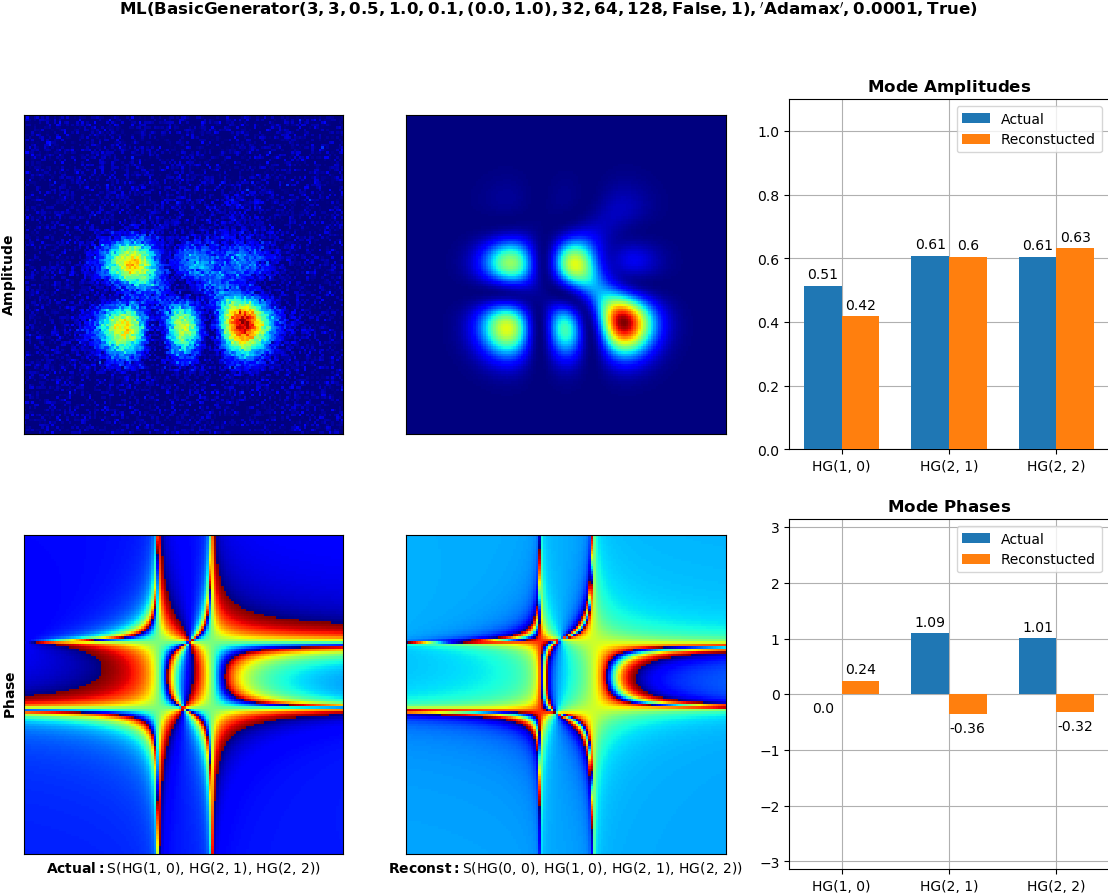 ML(BasicGenerator(3, 3, 0.5, 1.0, 0.1, (0.0, 1.0), 32, 64, 128, False, 1), ′Adamax′, 0.0001, True)
Mode Amplitudes
Amplitude
1.0
0.8
0.6
0.4
0.2
0.0
Actual
Reconstucted
0.51
0.42
0.61
0.6
0.61
0.63
HG(1, 0)
HG(2, 1)
HG(2, 2)
Mode Phases
Phase
3
2
1
0
−1
−2
−3
Actual
Reconstucted
0.0
0.24
1.09
-0.36
1.01
-0.32
HG(1, 0)
HG(2, 1)
HG(2, 2)
Actual: S(HG(1, 0), HG(2, 1), HG(2, 2))
Reconst: S(HG(0, 0), HG(1, 0), HG(2, 1), HG(2, 2))